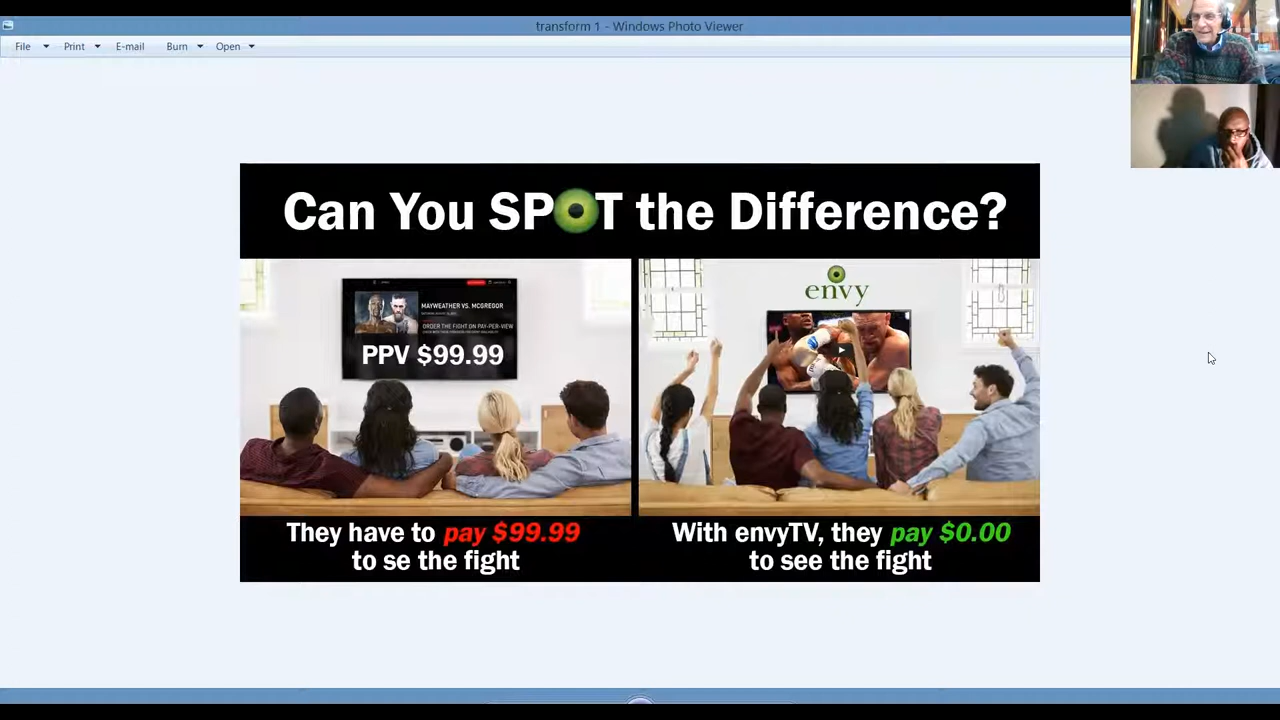 transform 1 - Windows Photo Viewer
File Print E-mail Burn Open
Can You SPOT the Difference?
MAYWEATHER VS. MCGREGOR
ORDER THE FIGHT ON PAY-PER-VIEW
PPV $99.99
envy
They have to pay $99.99
to se the fight
With envyTV, they pay $0.00
to see the fight